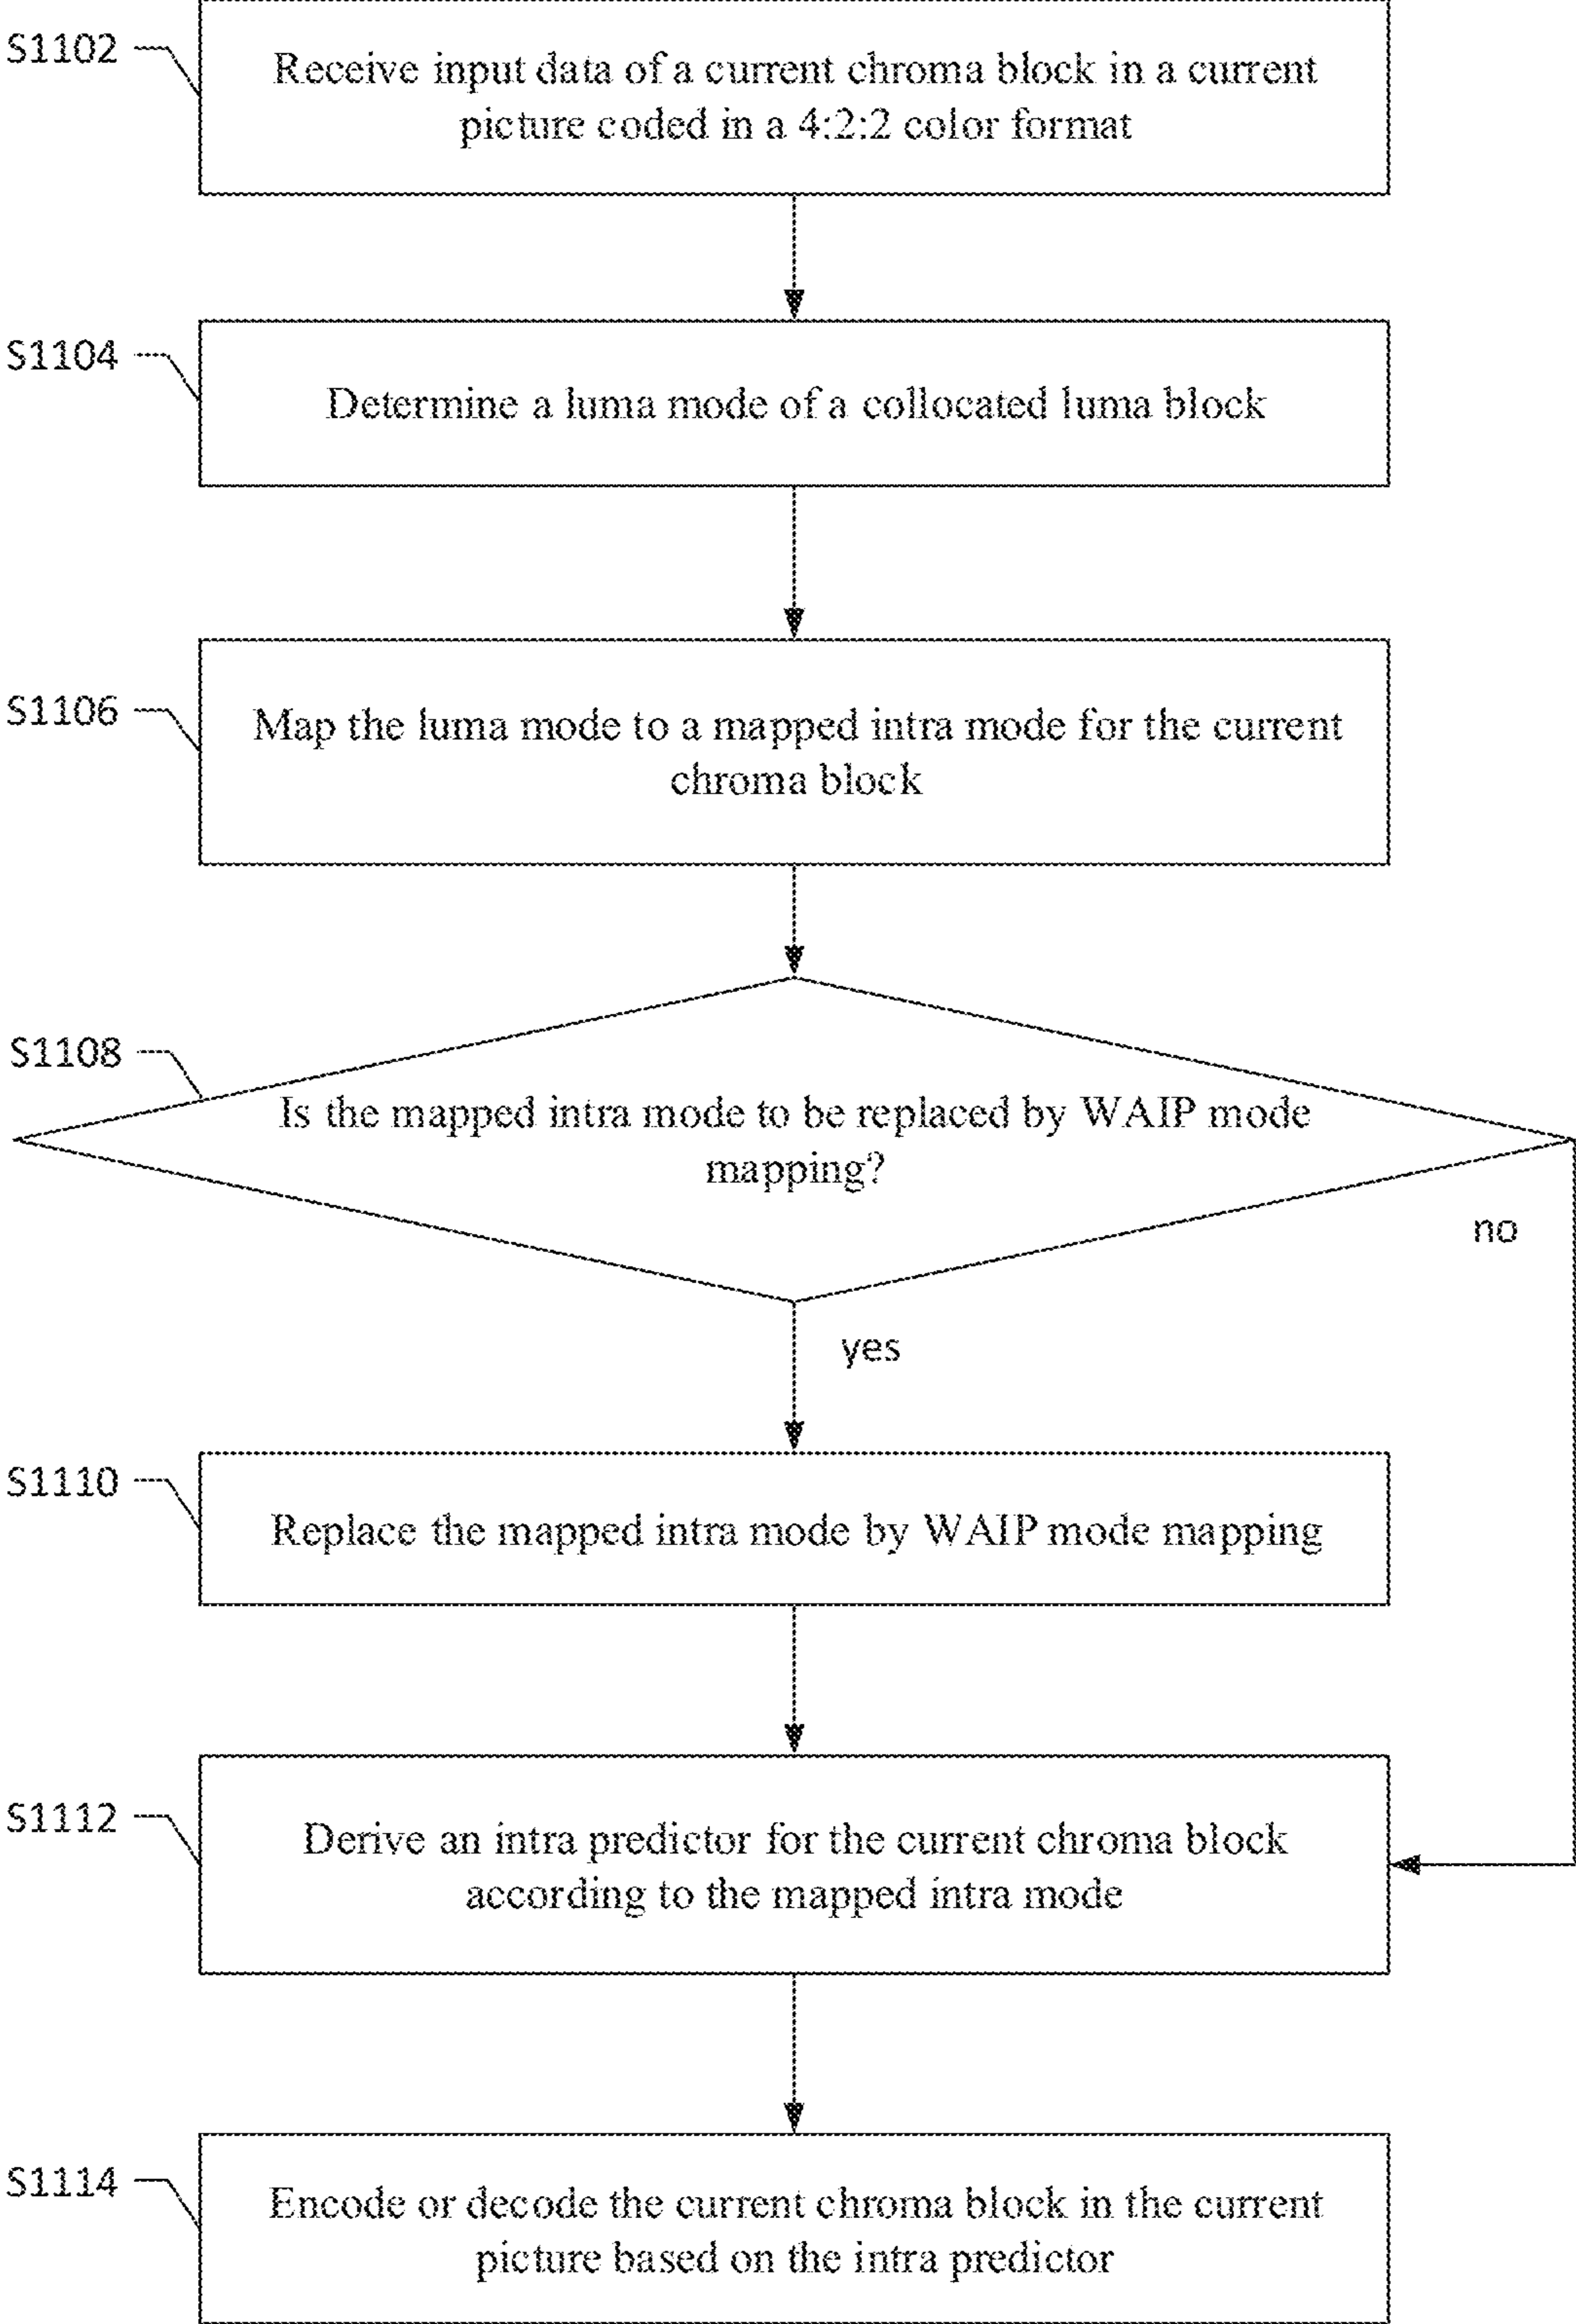 S1102
Receive input data of a current chroma block in a current
picture coded in a 4:2:2 color format
S1104
Determine a luma mode of a collocated luma block
S1106
Map the luma mode to a mapped intra mode for the current
chroma block
S1108
Is the mapped intra mode to be replaced by WAIP mode
mapping?
no
yes
S1110
Replace the mapped intra mode by WAIP mode mapping
S1112
Derive an intra predictor for the current chroma block
according to the mapped intra mode
S1114
Encode or decode the current chroma block in the current
picture based on the intra predictor